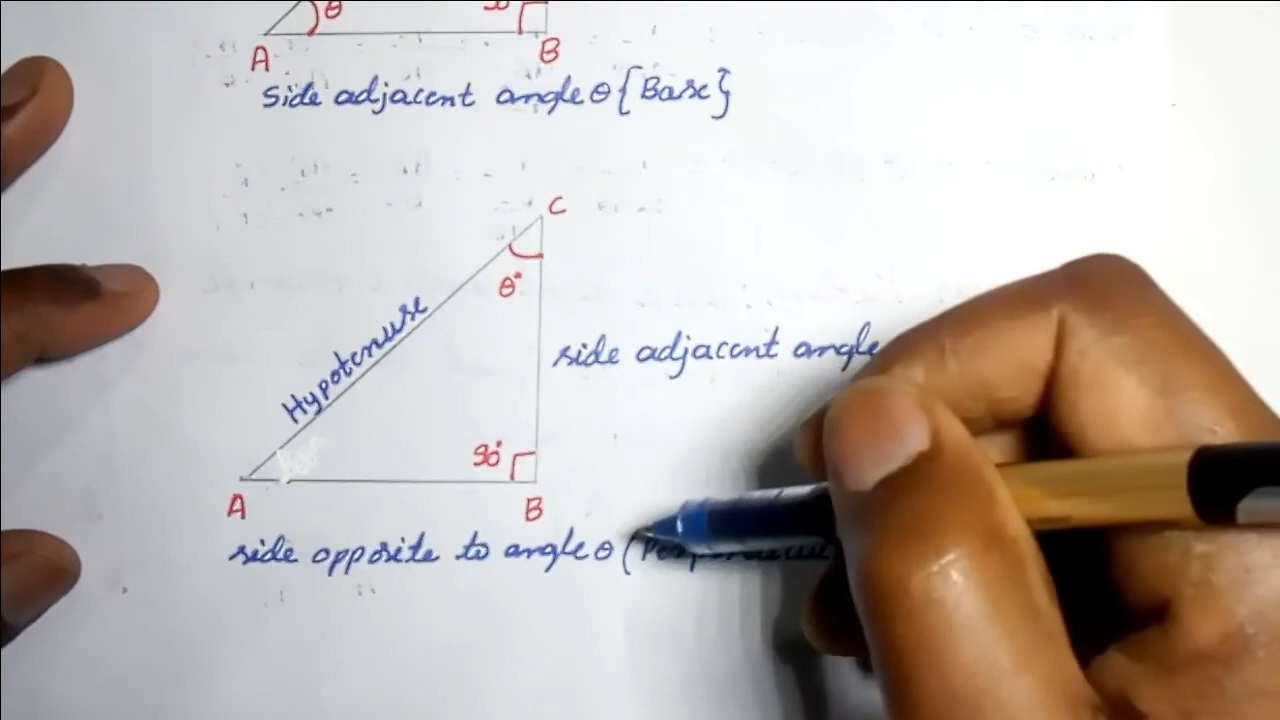 θ
A B
Side adjacent angle θ {Base}
C
θ°
Hypotenuse
side adjacent angle
90°
A B
side opposite to angle θ (